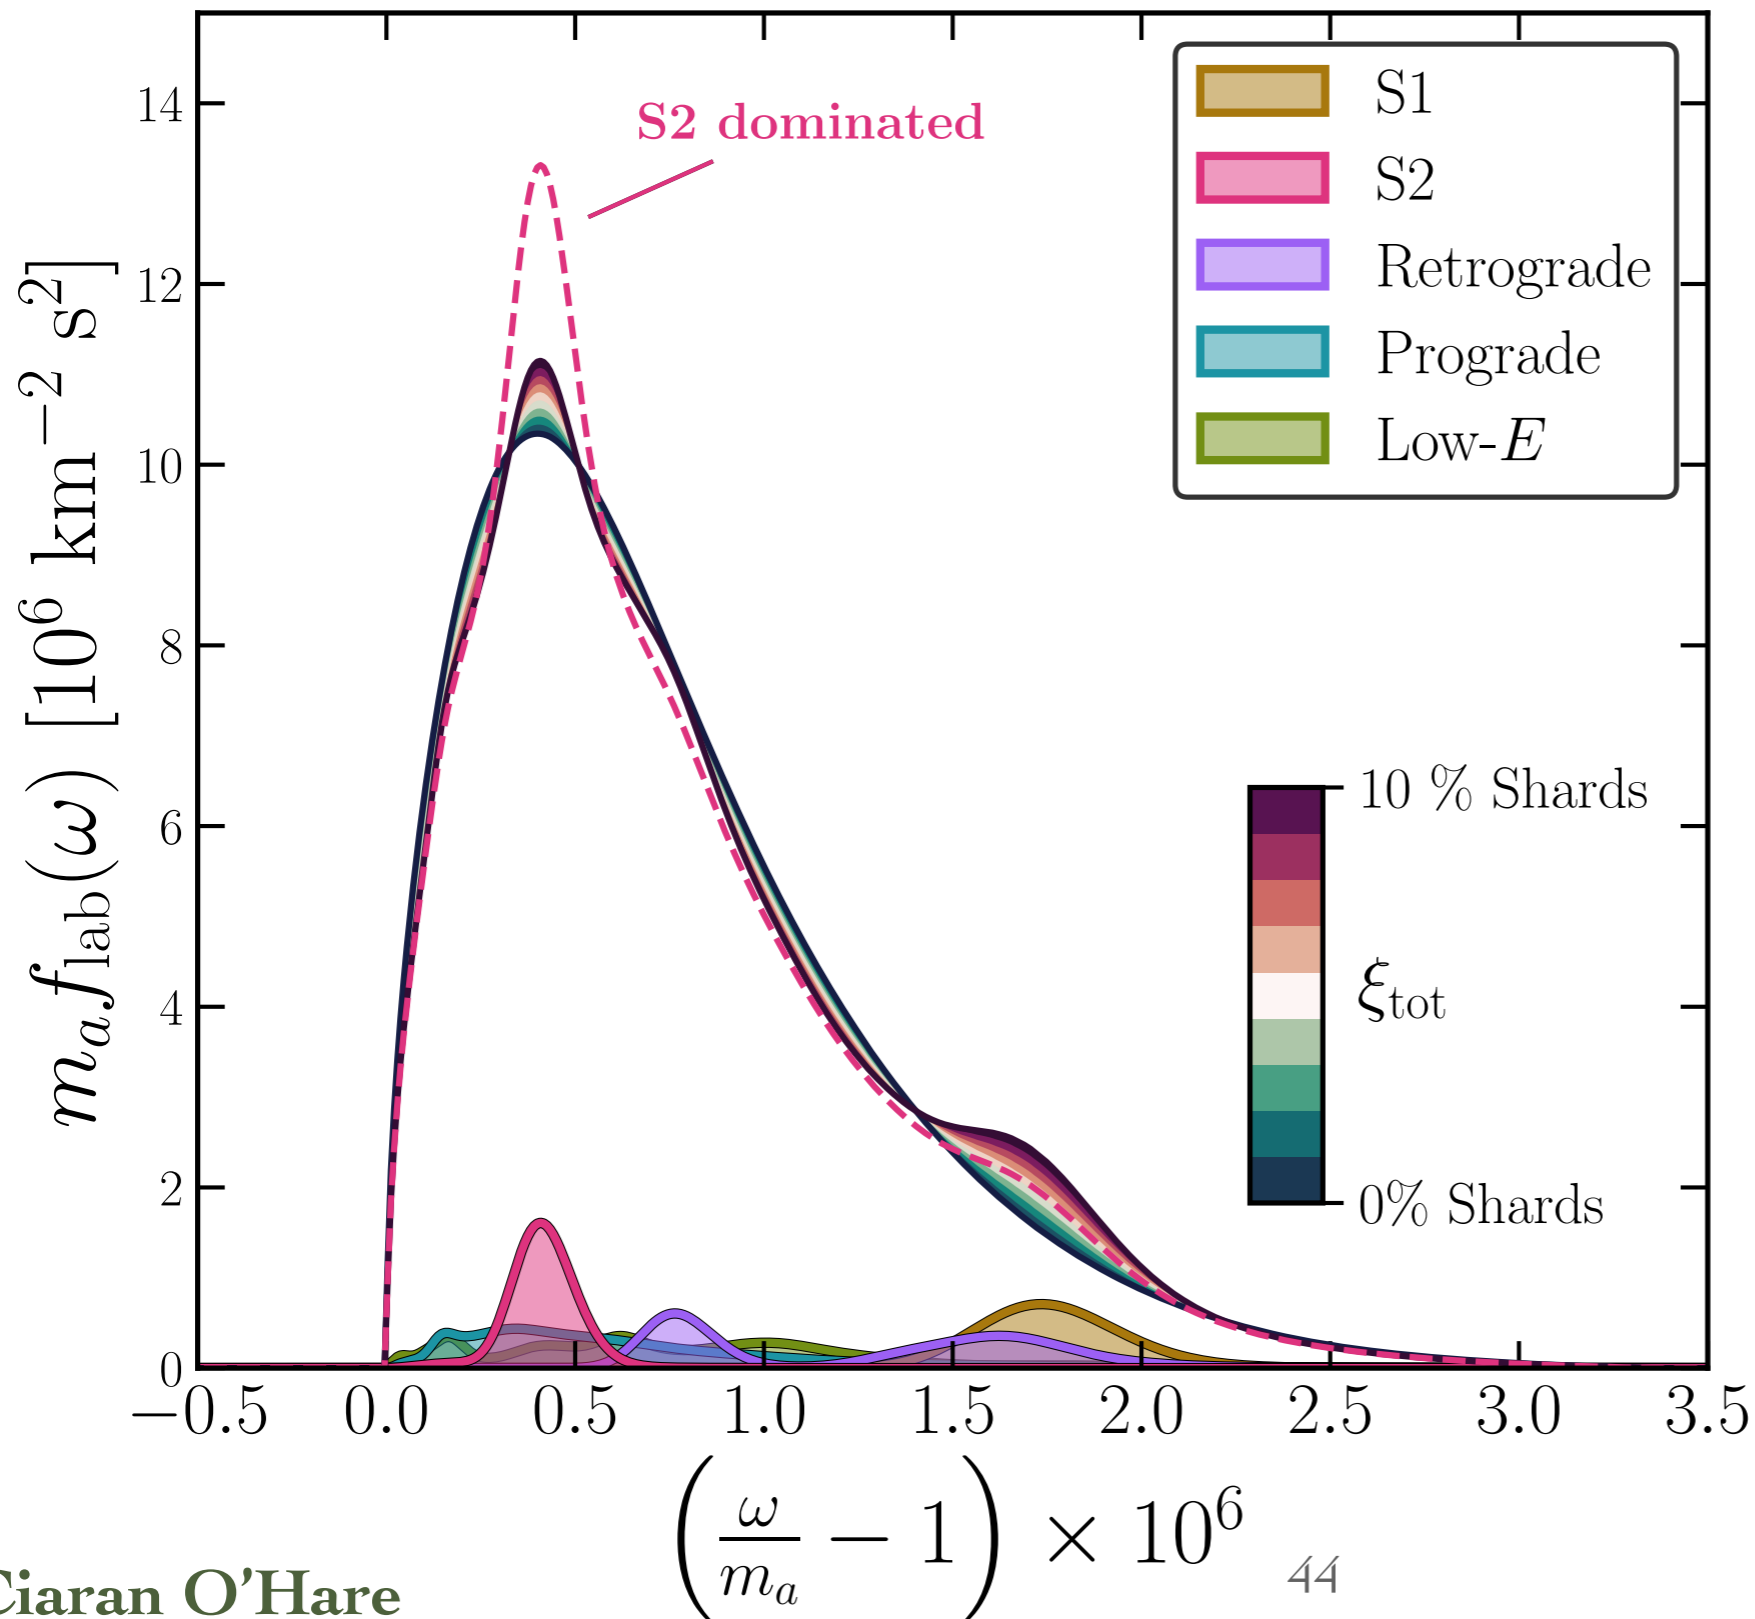 S2 dominated
S1
S2
Retrograde
Prograde
Low-E
m_a f_lab(ω) [10^6 km^−2 s^2]
14
12
10
8
6
4
2
0
10 % Shards
ξ_tot
0% Shards
−0.5 0.0 0.5 1.0 1.5 2.0 2.5 3.0 3.5
(ω/m_a − 1) × 10^6
44
Ciaran O'Hare